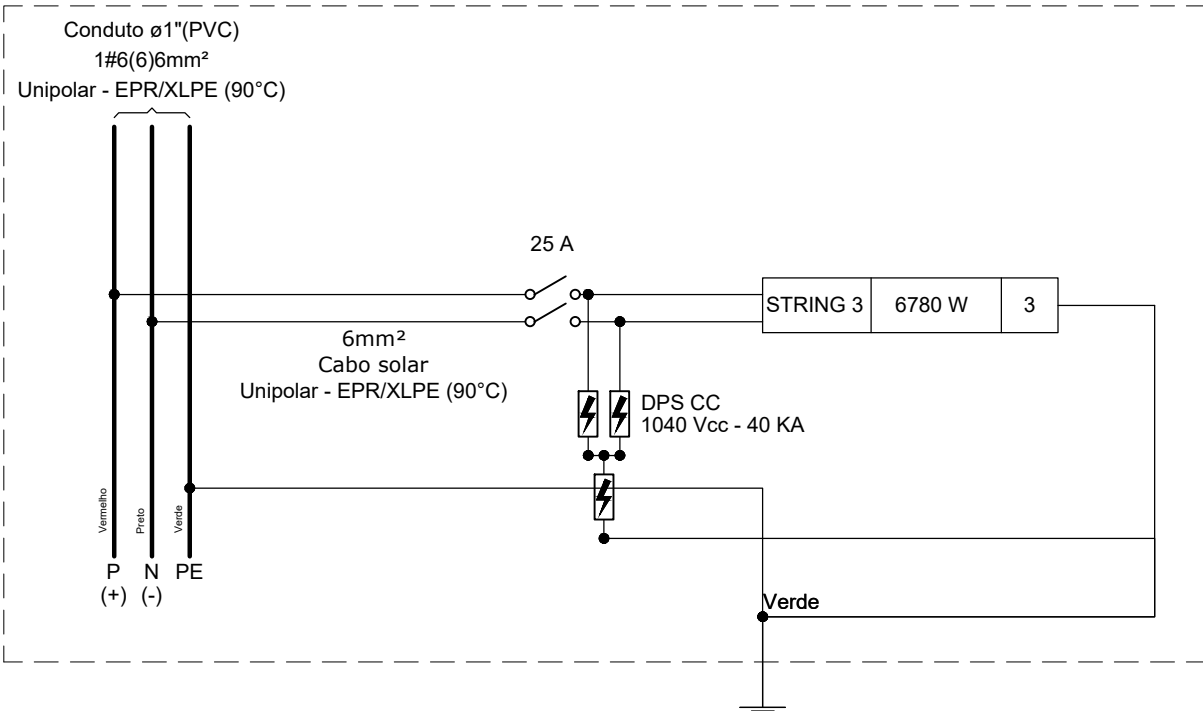 Conduto ø1"(PVC)
1#6(6)6mm²
Unipolar - EPR/XLPE (90°C)
25 A
STRING 3 6780 W 3
6mm²
Cabo solar
Unipolar - EPR/XLPE (90°C)
DPS CC
1040 Vcc - 40 KA
Vermelho
Preto
Verde
P N PE
(+) (-)
Verde